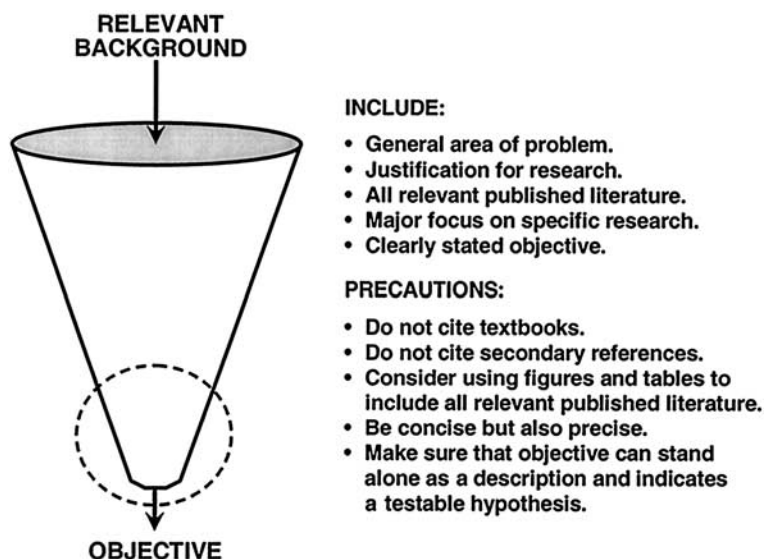 RELEVANT
BACKGROUND
INCLUDE:
• General area of problem.
• Justification for research.
• All relevant published literature.
• Major focus on specific research.
• Clearly stated objective.
PRECAUTIONS:
• Do not cite textbooks.
• Do not cite secondary references.
• Consider using figures and tables to
include all relevant published literature.
• Be concise but also precise.
• Make sure that objective can stand
alone as a description and indicates
a testable hypothesis.
OBJECTIVE